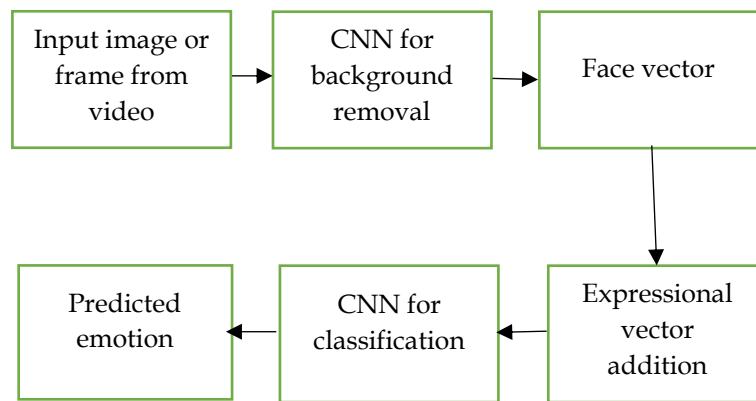 Input image or
frame from
video
CNN for
background
removal
Face vector
Expressional
vector
addition
CNN for
classification
Predicted
emotion